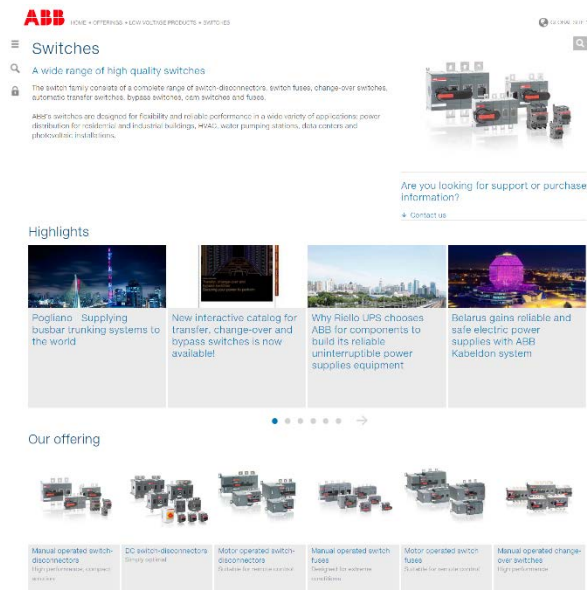 ABB
HOME • OFFERINGS • LOW VOLTAGE PRODUCTS • SWITCHES
Switches
A wide range of high quality switches
The switch family consists of a complete range of switch-disconnectors, switch fuses, change-over switches,
automatic transfer switches, bypass switches, cam switches and fuses.
ABB's switches are designed for flexibility and reliable performance in a wide variety of applications: power
distribution for residential and industrial buildings, HVAC, water pumping stations, data centers and
photovoltaic installations.
Are you looking for support or purchase
information?
Contact us
Highlights
Pogliano Supplying
busbar trunking systems to
the world
New interactive catalog for
transfer, change-over and
bypass switches is now
available!
Why Riello UPS chooses
ABB for components to
build its reliable
uninterruptible power
supplies equipment
Belarus gains reliable and
safe electric power
supplies with ABB
Kabeldon system
Our offering
Manual operated switch-
disconnectors
High performance, compact
solution
DC switch-disconnectors
Simply optimal
Motor operated switch-
disconnectors
Suitable for remote control
Manual operated switch
fuses
Designed for extreme
conditions
Motor operated switch
fuses
Suitable for remote control
Manual operated change-
over switches
High performance